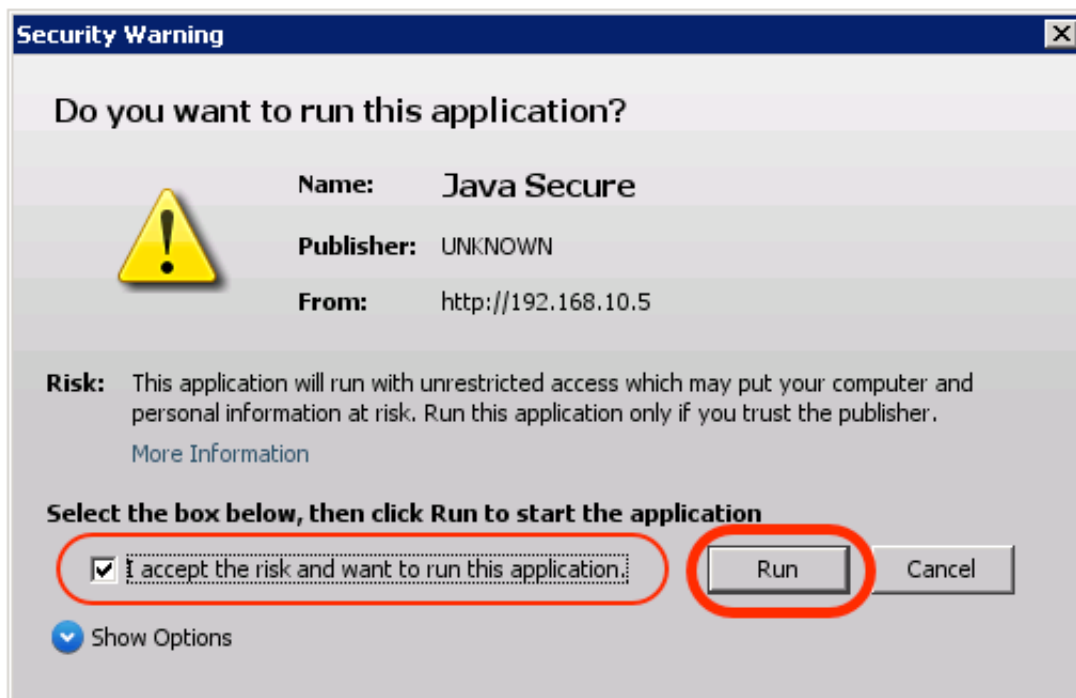 Security Warning
Do you want to run this application?
Name: Java Secure
Publisher: UNKNOWN
From: http://192.168.10.5
Risk: This application will run with unrestricted access which may put your computer and
personal information at risk. Run this application only if you trust the publisher.
More Information
Select the box below, then click Run to start the application
I accept the risk and want to run this application. Run Cancel
Show Options